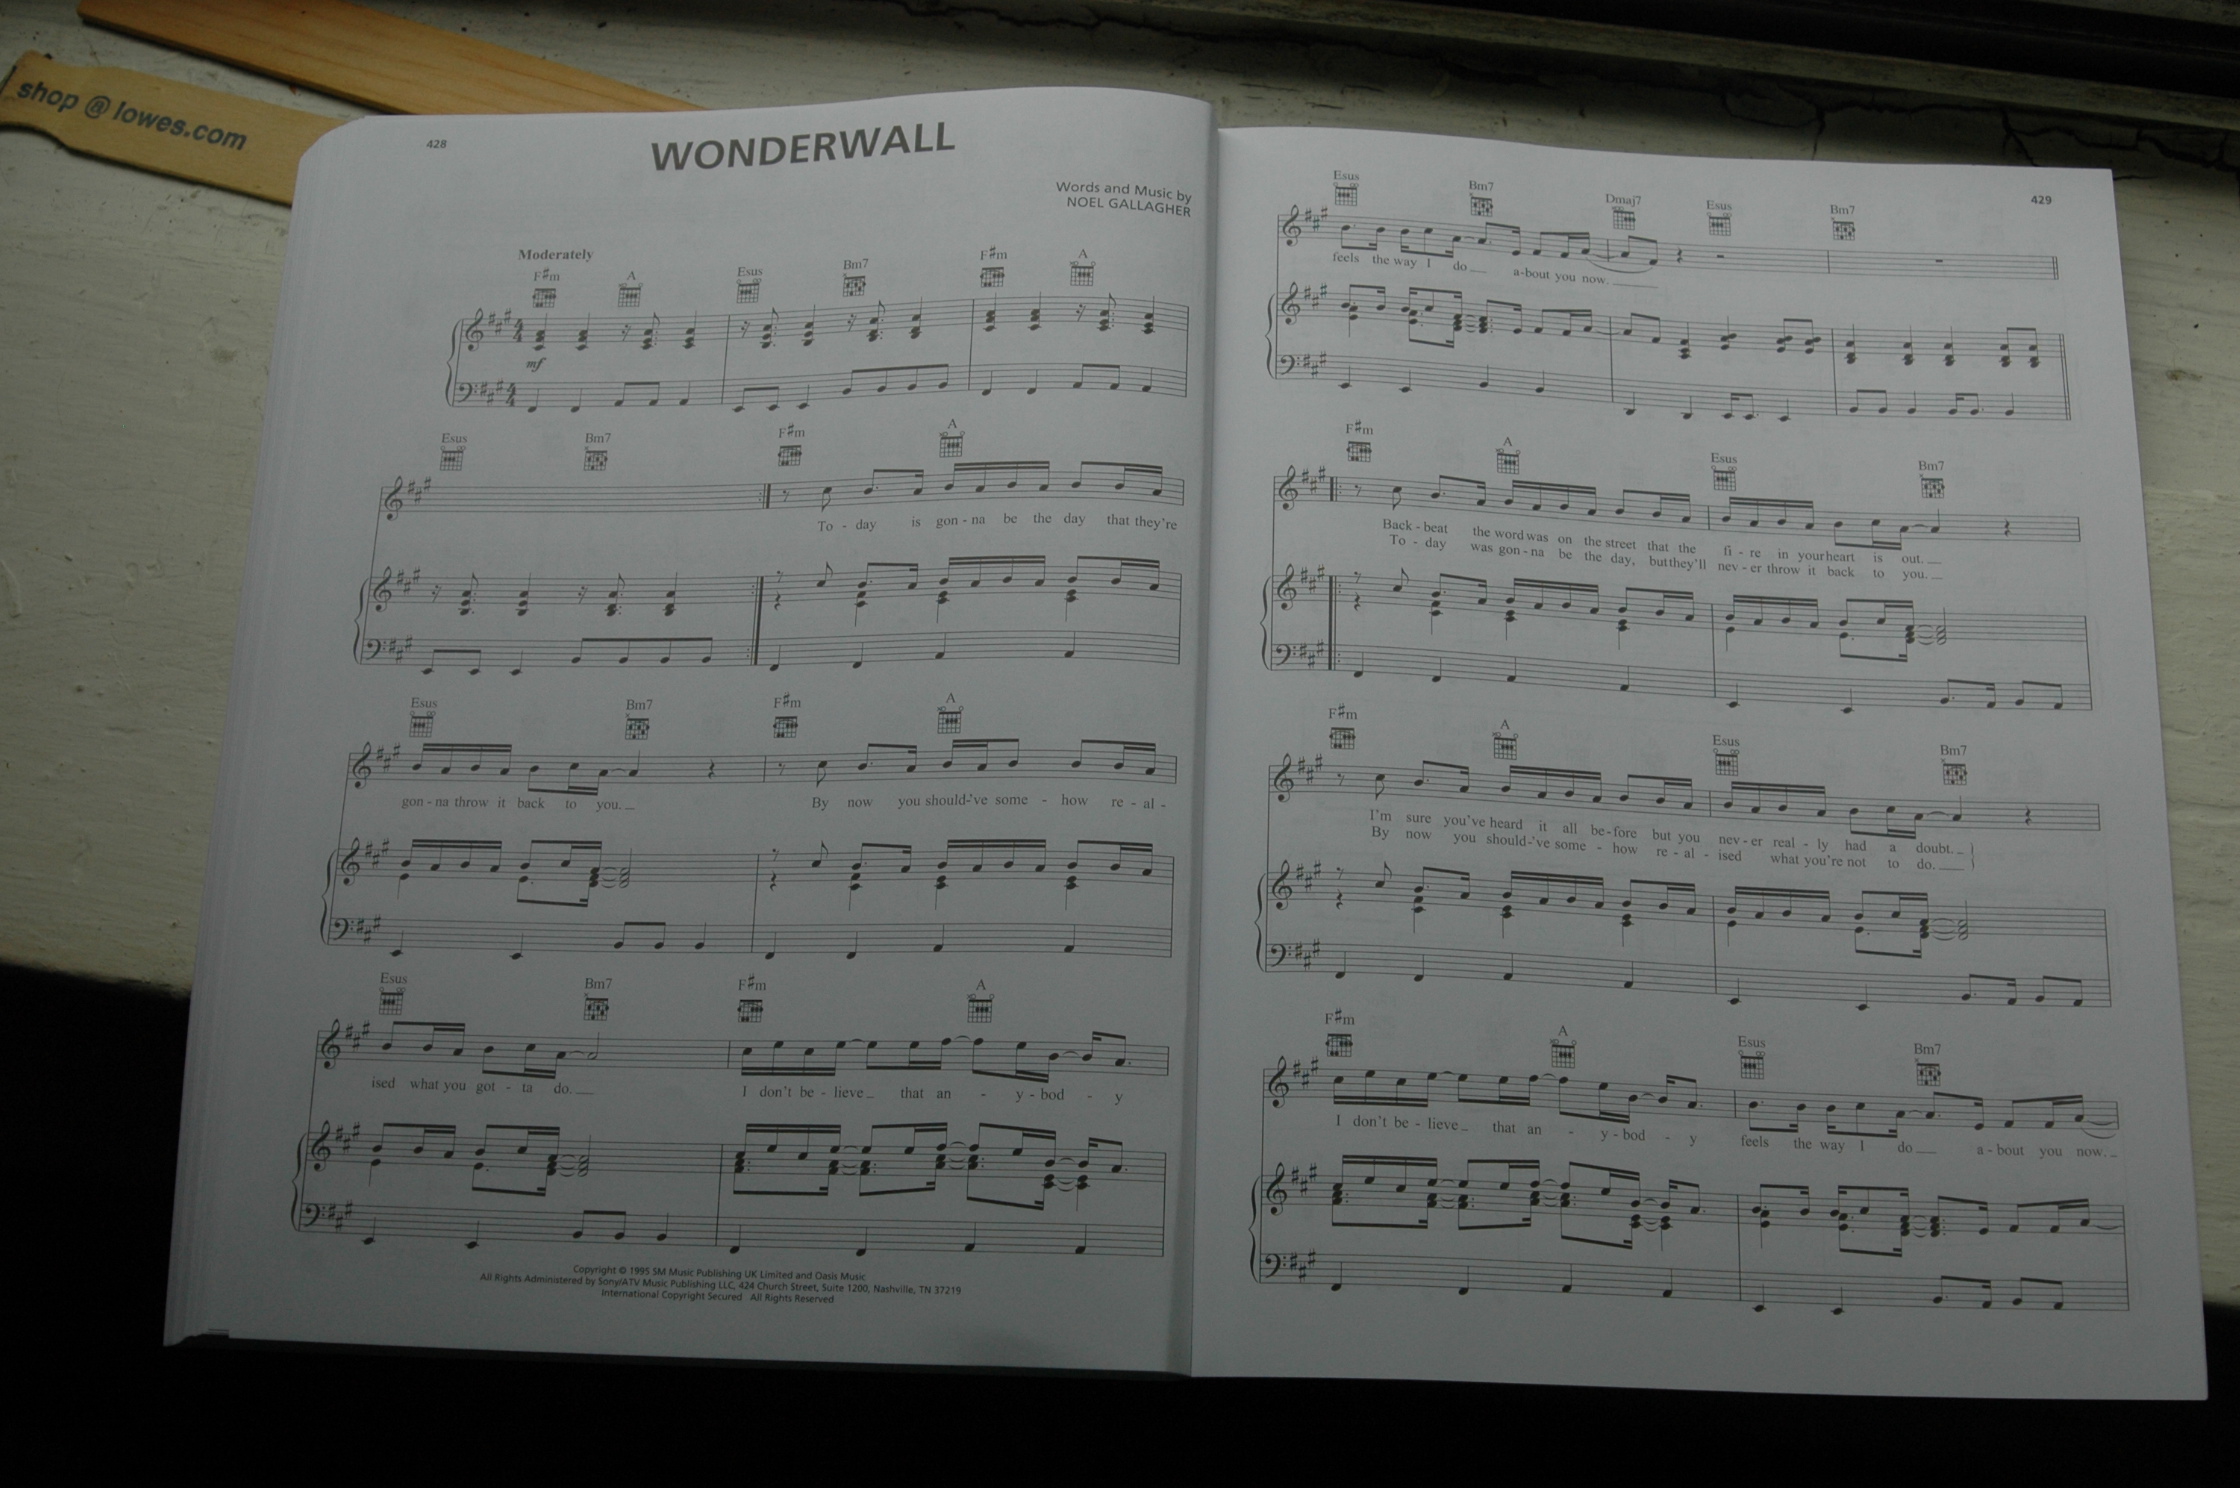 shop @ lowes.com
428
WONDERWALL
Words and Music by
NOEL GALLAGHER
Moderately
F#m A Esus Bm7 F#m A
mf
Esus Bm7 F#m A
To - day is gon - na be the day that they're
Esus Bm7 F#m A
gon - na throw it back to you. By now you should-'ve some - how re - al -
Esus Bm7 F#m A
ised what you got - ta do. I don't be - lieve that an - y - bod - y
Copyright © 1995 SM Music Publishing UK Limited and Oasis Music
All Rights Administered by Sony/ATV Music Publishing LLC, 424 Church Street, Suite 1200, Nashville, TN 37219
International Copyright Secured All Rights Reserved
429
Esus Bm7 Dmaj7 Esus Bm7
feels the way I do a-bout you now.
F#m A Esus Bm7
Back - beat the word was on the street that the fi - re in your heart is out.
To - day was gon - na be the day, but they'll nev - er throw it back to you.
F#m A Esus Bm7
I'm sure you've heard it all be - fore but you nev - er real - ly had a doubt.
By now you should-'ve some - how re - al - ised what you're not to do.
F#m A Esus Bm7
I don't be - lieve that an - y - bod - y feels the way I do a - bout you now.